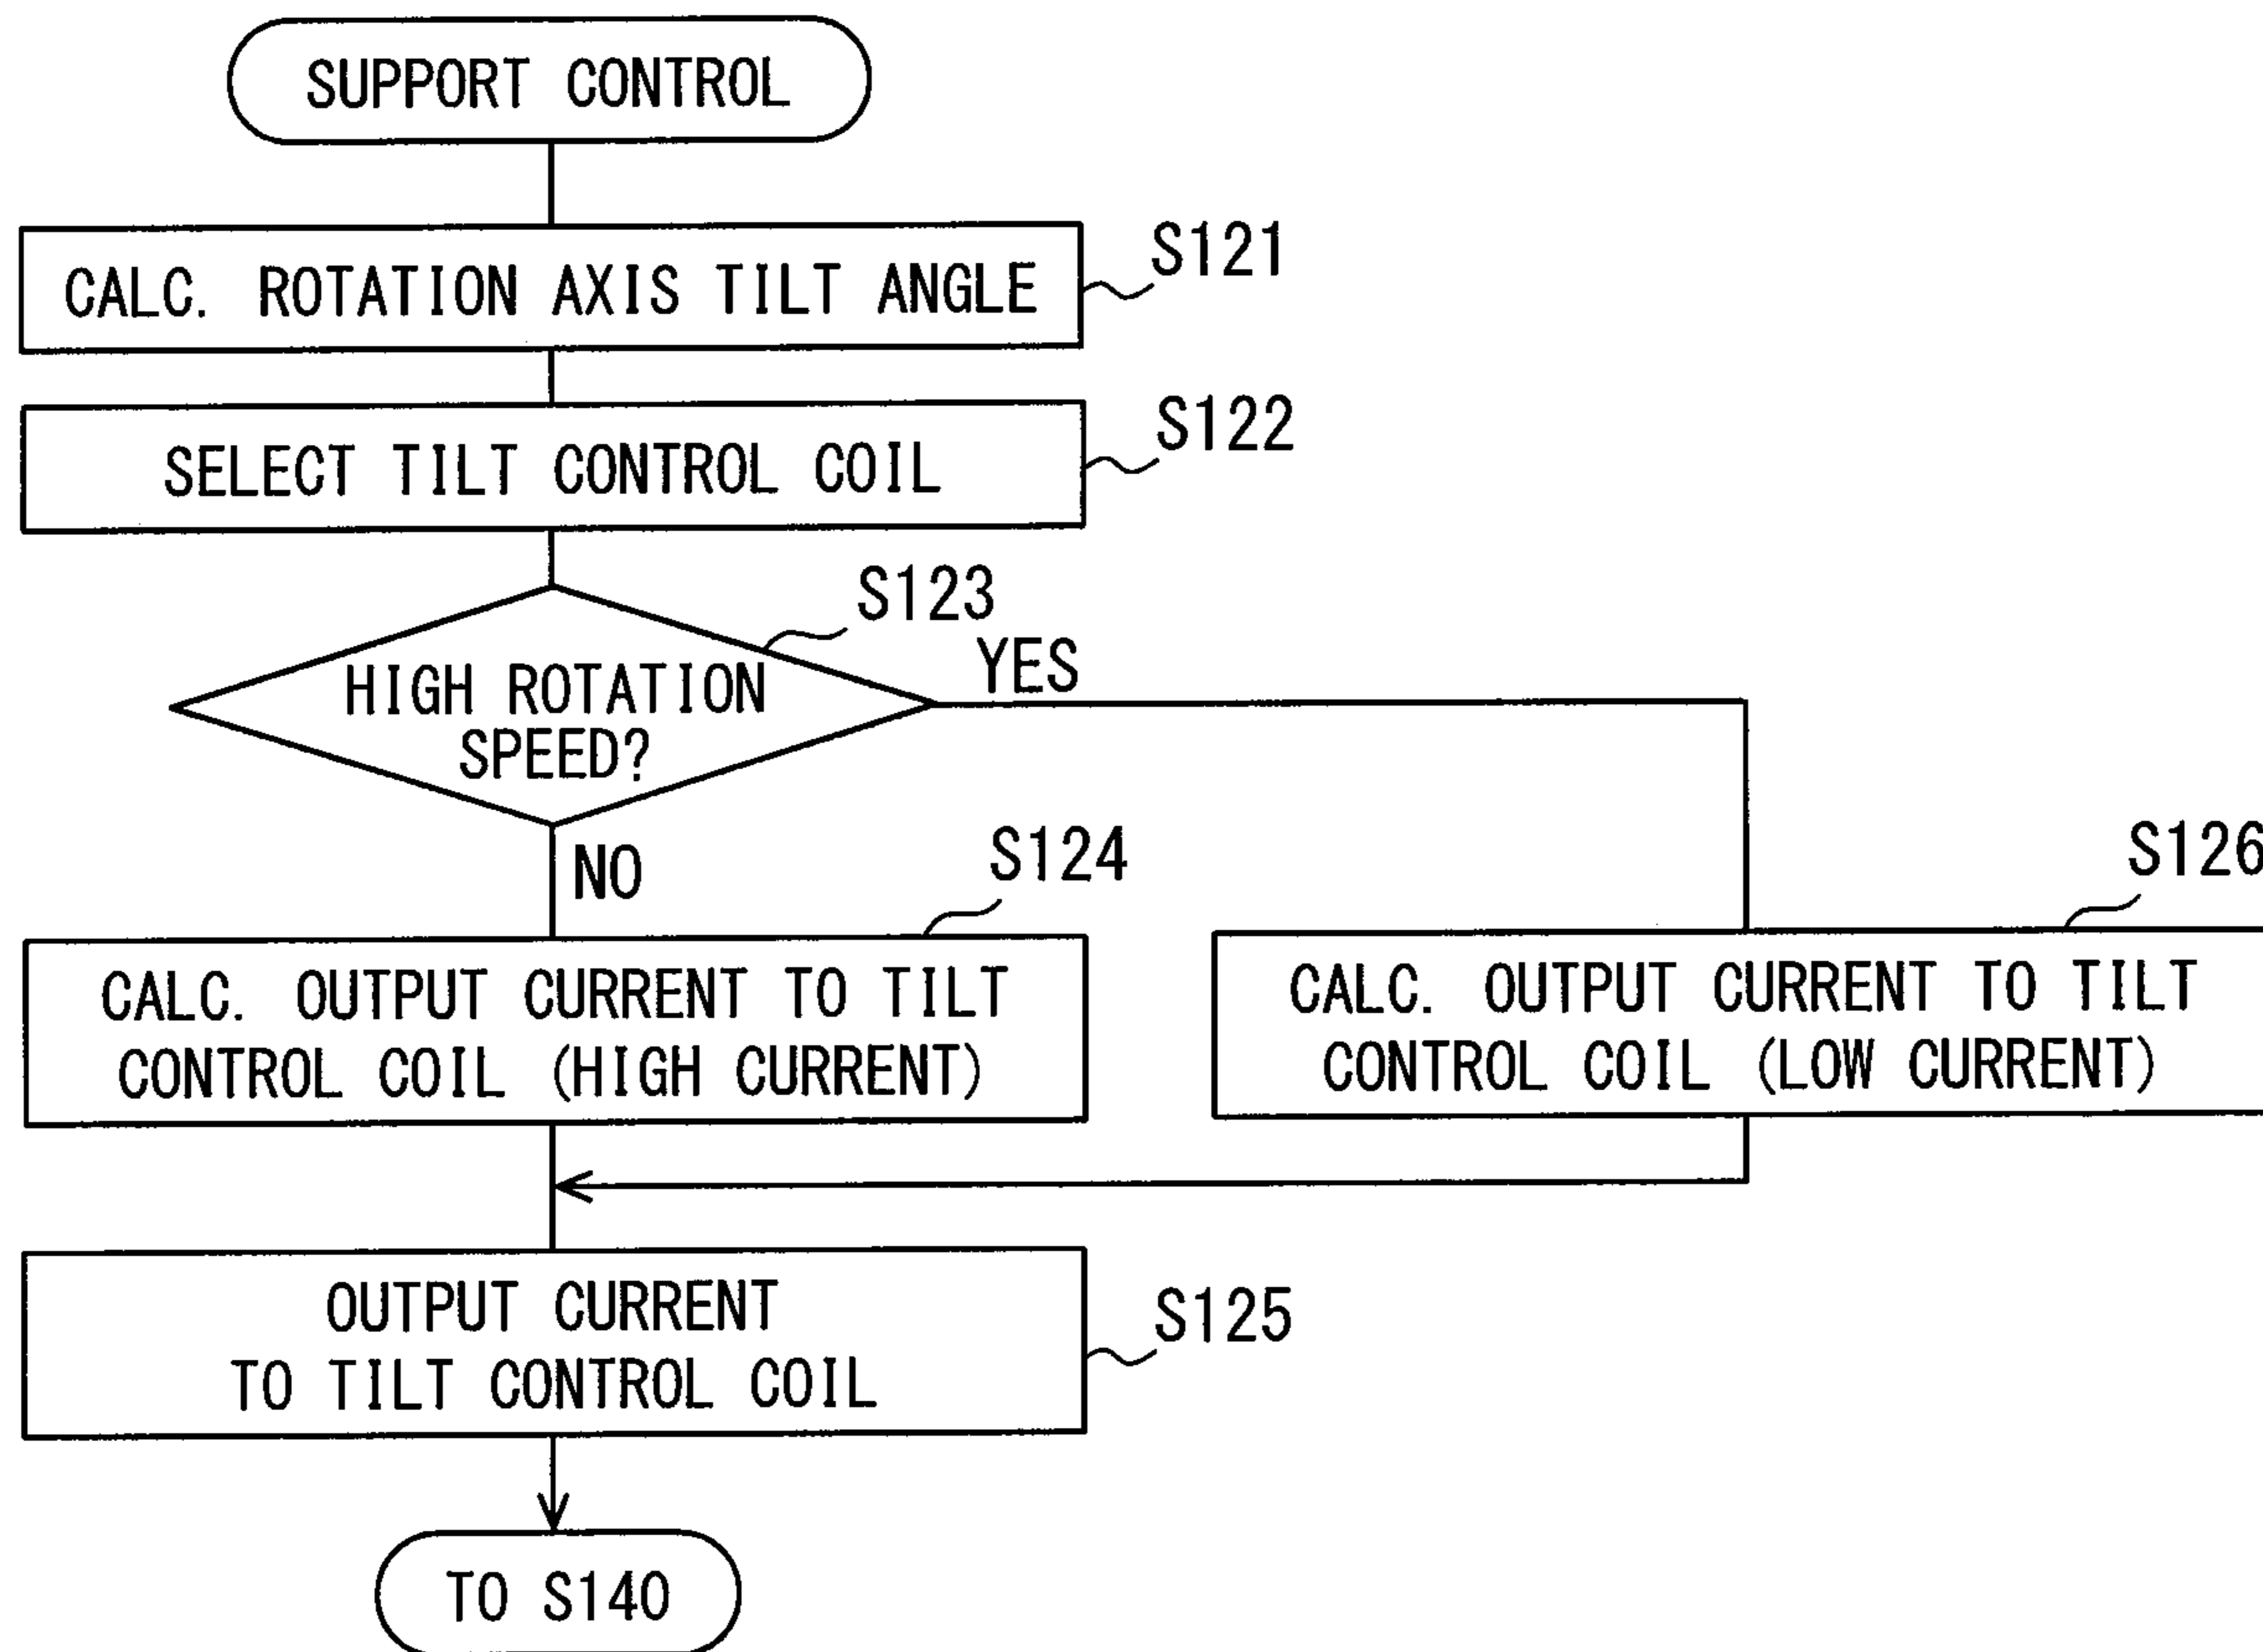 SUPPORT CONTROL
S121
CALC. ROTATION AXIS TILT ANGLE
S122
SELECT TILT CONTROL COIL
S123
HIGH ROTATION
SPEED?
YES
NO
S124
CALC. OUTPUT CURRENT TO TILT
CONTROL COIL (HIGH CURRENT)
S126
CALC. OUTPUT CURRENT TO TILT
CONTROL COIL (LOW CURRENT)
OUTPUT CURRENT
TO TILT CONTROL COIL
S125
TO S140